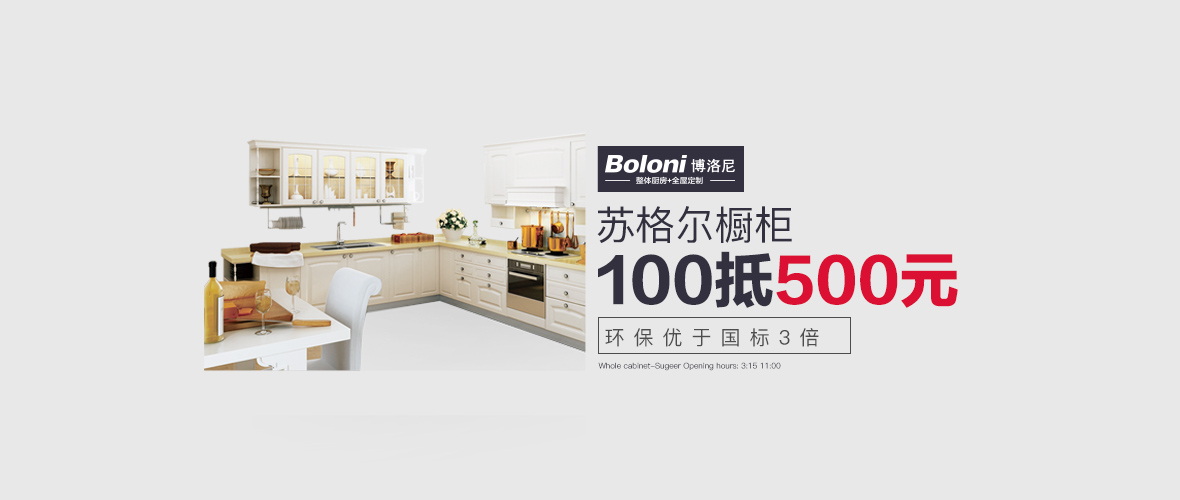 Boloni 博洛尼
整体厨房+全屋定制
苏格尔橱柜
100抵500元
环保优于国标3倍
Whole cabinet-Sugeer Opening hours: 3:15 11:00